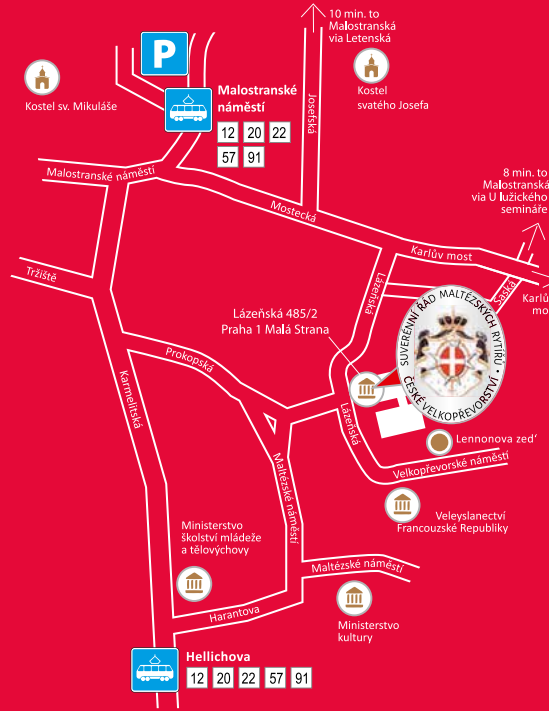 10 min. to
Malostranská
via Letenská
P
Kostel sv. Mikuláše
Malostranské
náměstí
12 20 22
57 91
Josefská
Kostel
svatého Josefa
Malostranské náměstí
Mostecká
8 min. to
Malostranská
via U lužického
semináře
Karlův most
Tržiště
Lázeňská
Saská
Karlů
mo
SUVERÉNNÍ ŘÁD MALTÉZSKÝCH RYTÍŘŮ •
ČESKÉ VELKOPŘEVORSTVÍ •
Lázeňská 485/2
Praha 1 Malá Strana
Prokopská
Karmelitská
Lázeňská
Lennonova zeď
Velkopřevorské náměstí
Maltézské náměstí
Veleyslanectví
Francouzské Republiky
Ministerstvo
školství mládeže
a tělovýchovy
Maltézské náměstí
Harantova
Ministerstvo
kultury
Hellichova
12 20 22 57 91